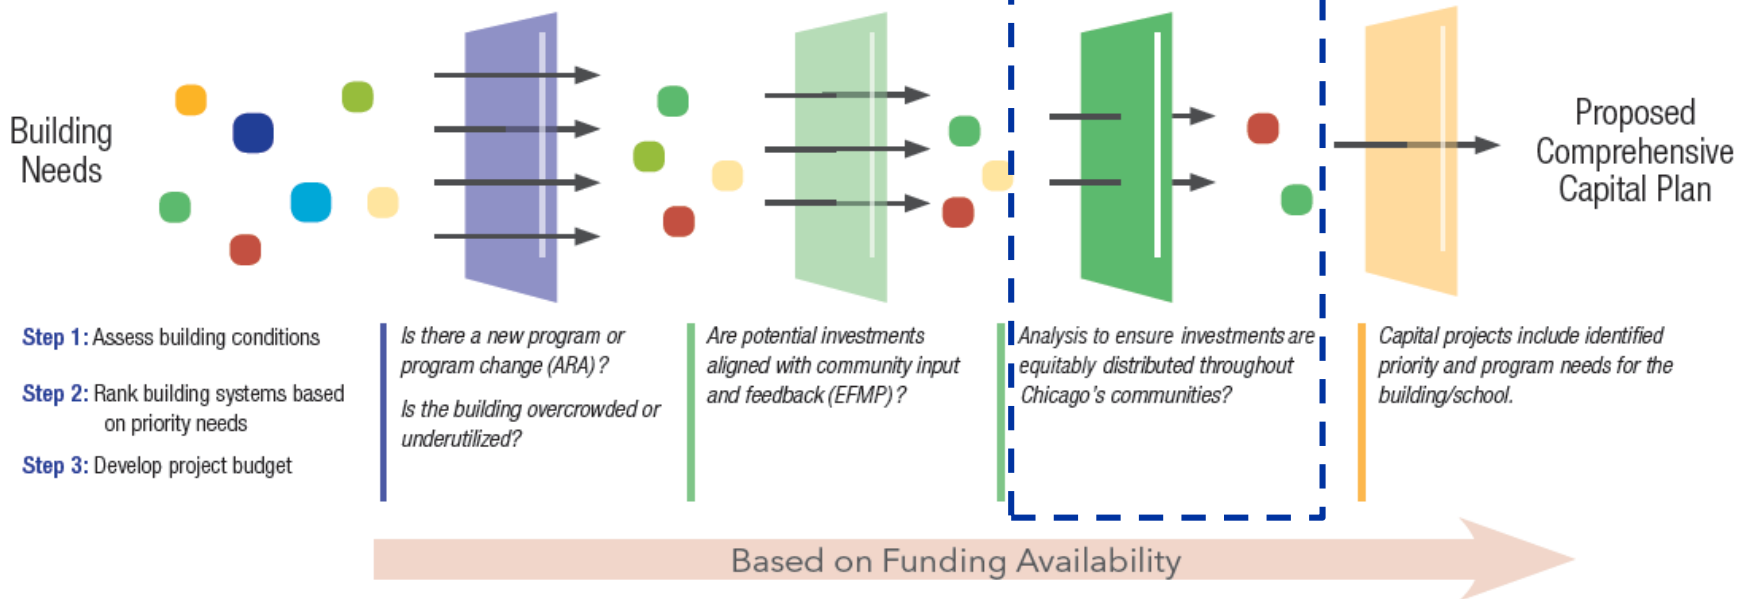 Building
Needs
Proposed
Comprehensive
Capital Plan
Step 1: Assess building conditions
Step 2: Rank building systems based
on priority needs
Step 3: Develop project budget
Is there a new program or
program change (ARA)?
Is the building overcrowded or
underutilized?
Are potential investments
aligned with community input
and feedback (EFMP)?
Analysis to ensure investments are
equitably distributed throughout
Chicago's communities?
Capital projects include identified
priority and program needs for the
building/school.
Based on Funding Availability